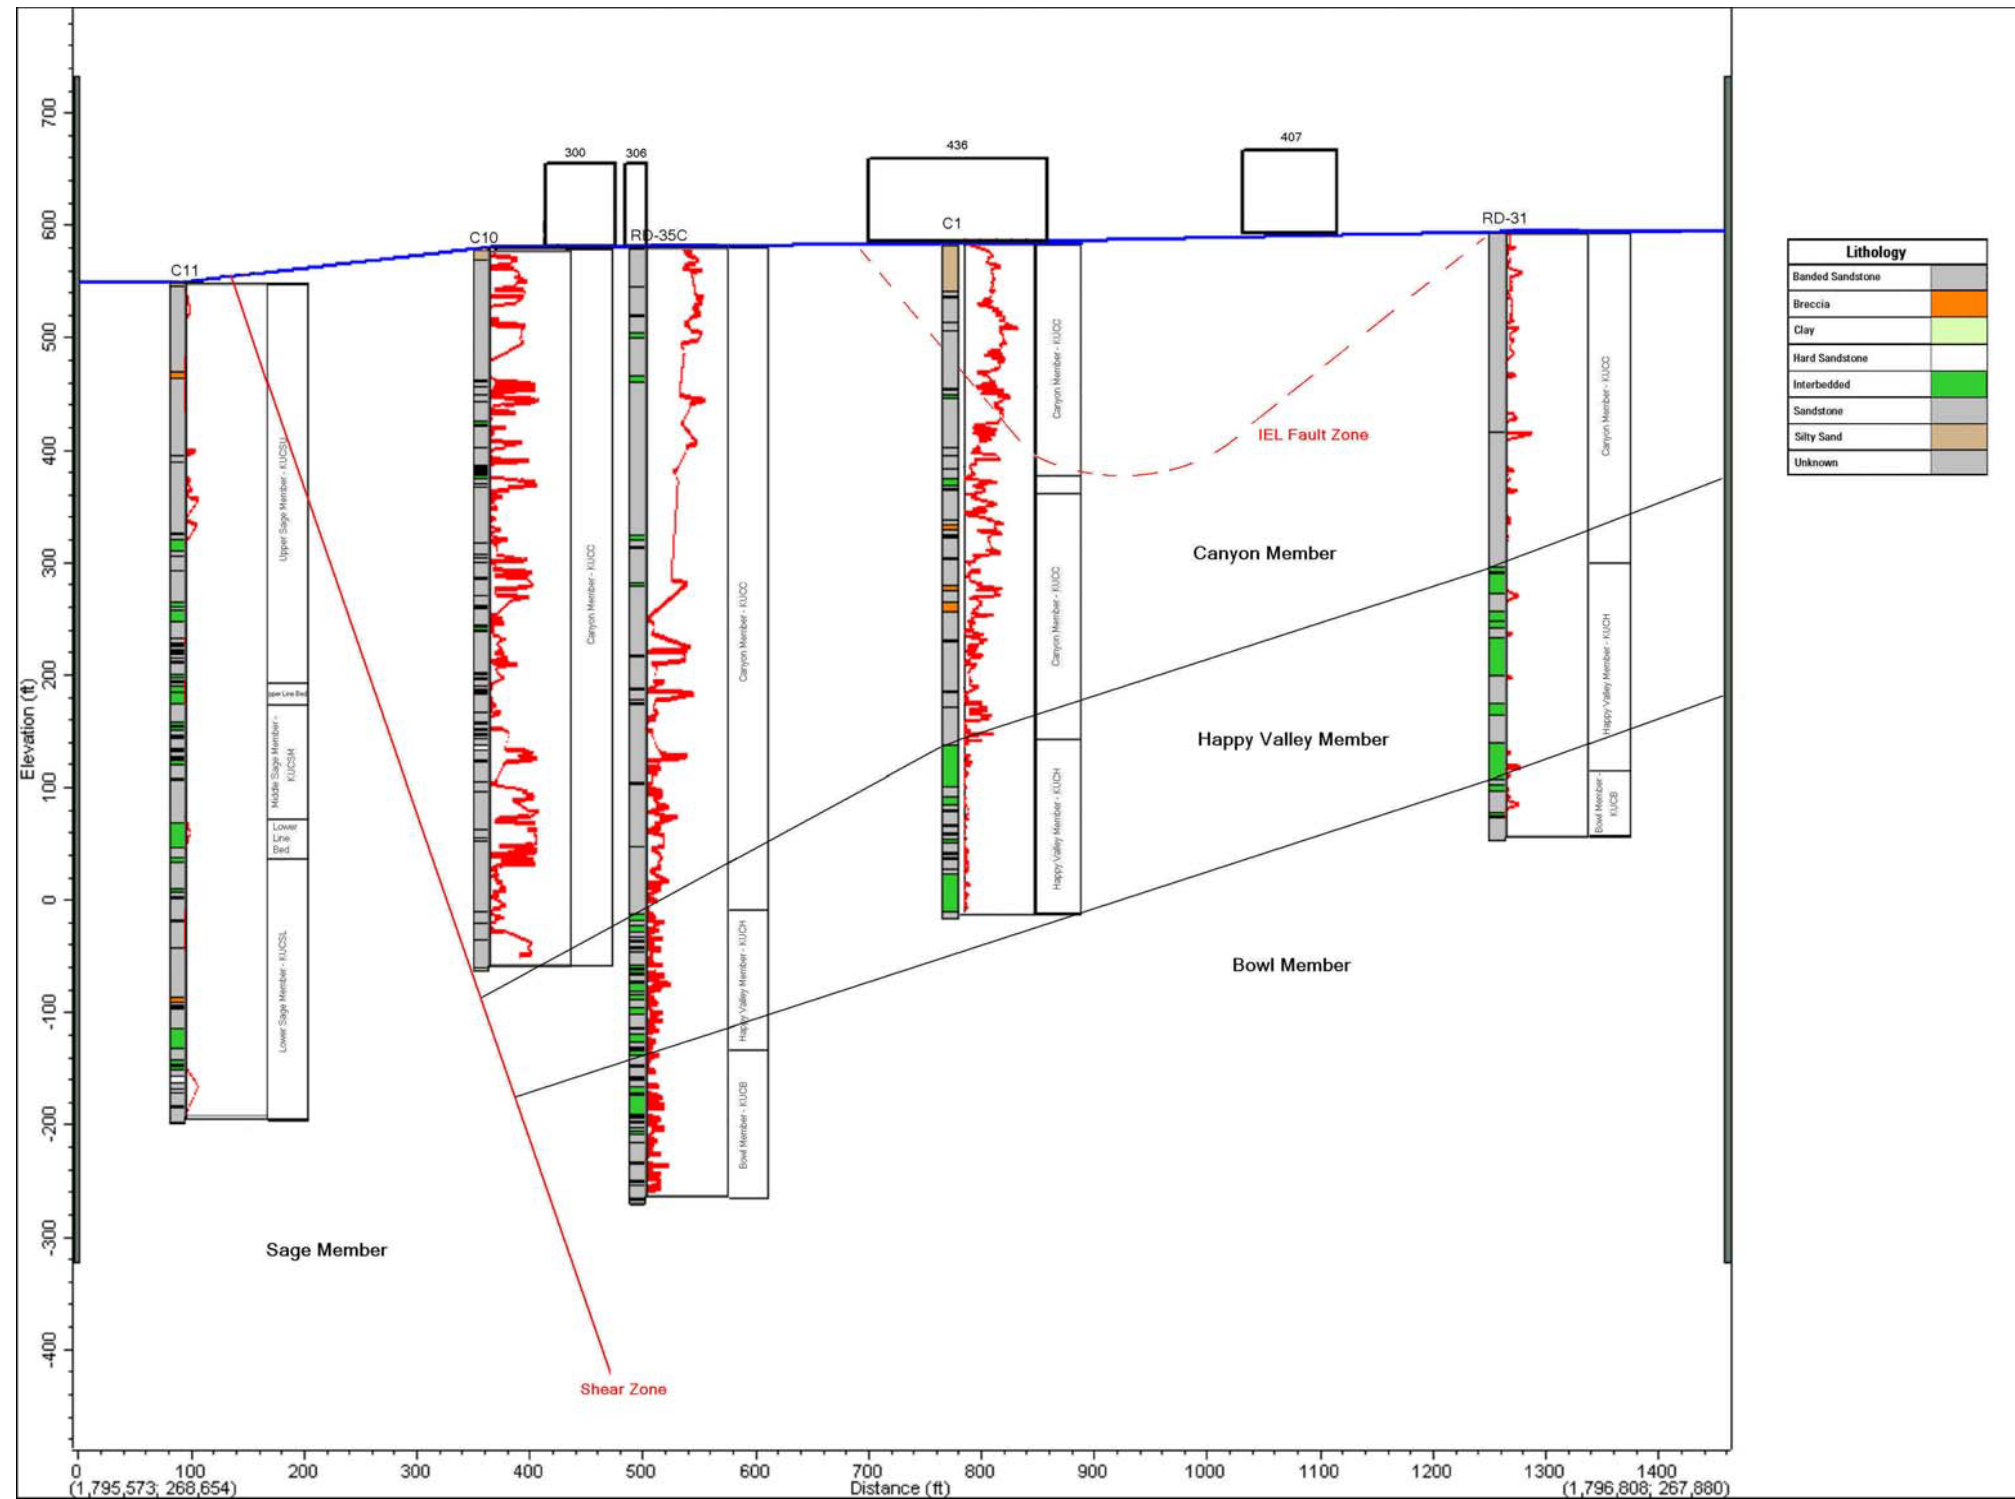 300
306
436
407
C11
C10
RD-35C
C1
RD-31
Elevation (ft)
700
600
500
400
300
200
100
0
-100
-200
-300
-400
Upper Sage Member - KUCSU
pper Line Bed
Middle Sage Member -
KUCSM
Lower
Line
Bed
Lower Sage Member - KUCSL
Canyon Member - KUCC
Canyon Member - KUCC
Happy Valley Member - KUCH
Bowl Member - KUCB
Canyon Member - KUCC
Canyon Member - KUCC
Happy Valley Member - KUCH
Canyon Member - KUCC
Happy Valley Member - KUCH
Bowl Member -
KUCB
IEL Fault Zone
Canyon Member
Happy Valley Member
Bowl Member
Sage Member
Shear Zone
Lithology
Banded Sandstone
Breccia
Clay
Hard Sandstone
Interbedded
Sandstone
Silty Sand
Unknown
0
100
200
300
400
500
600
700
800
900
1000
1100
1200
1300
1400
(1,795,573; 268,654)
Distance (ft)
(1,796,808; 267,880)